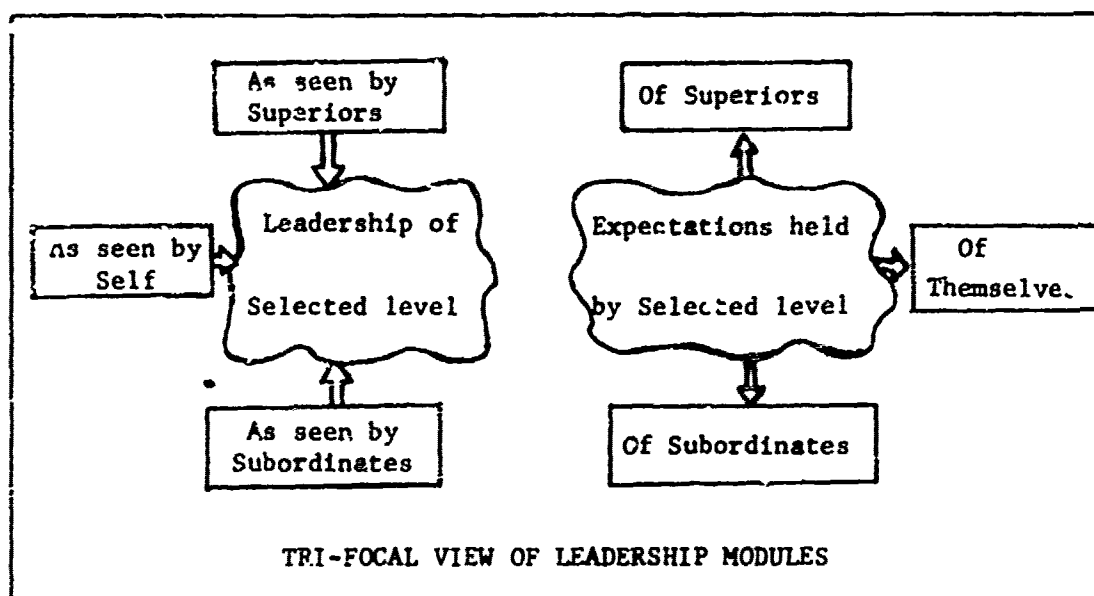 As seen by
Superiors
Of Superiors
As seen by
Self
Leadership of
Selected level
Expectations held
by Selected level
Of
Themselves
As seen by
Subordinates
Of Subordinates
TRI-FOCAL VIEW OF LEADERSHIP MODULES